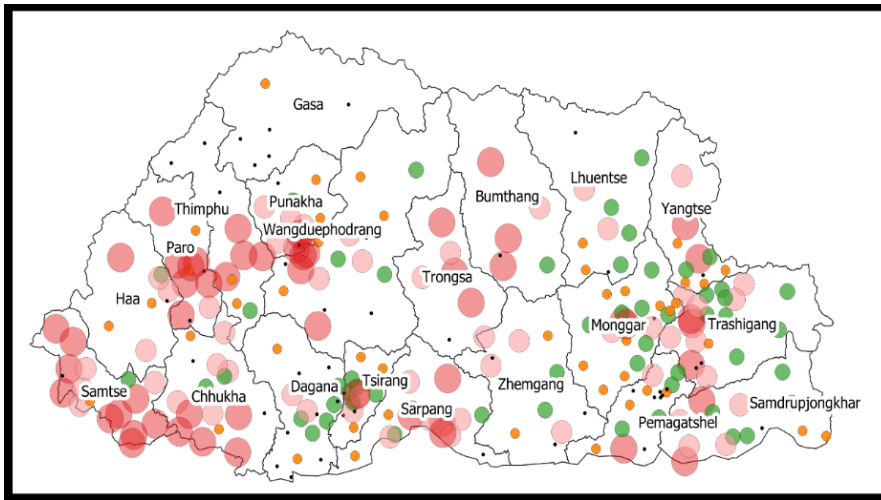 Gasa
Lhuentse
Punakha
Bumthang
Thimphu
Yangtse
Wangduephodrang
Paro
Trongsa
Haa
Monggar
Trashigang
Tsirang
Dagana
Zhemgang
Samtse
Chhukha
Sarpang
Samdrupjongkhar
Pemagatshel